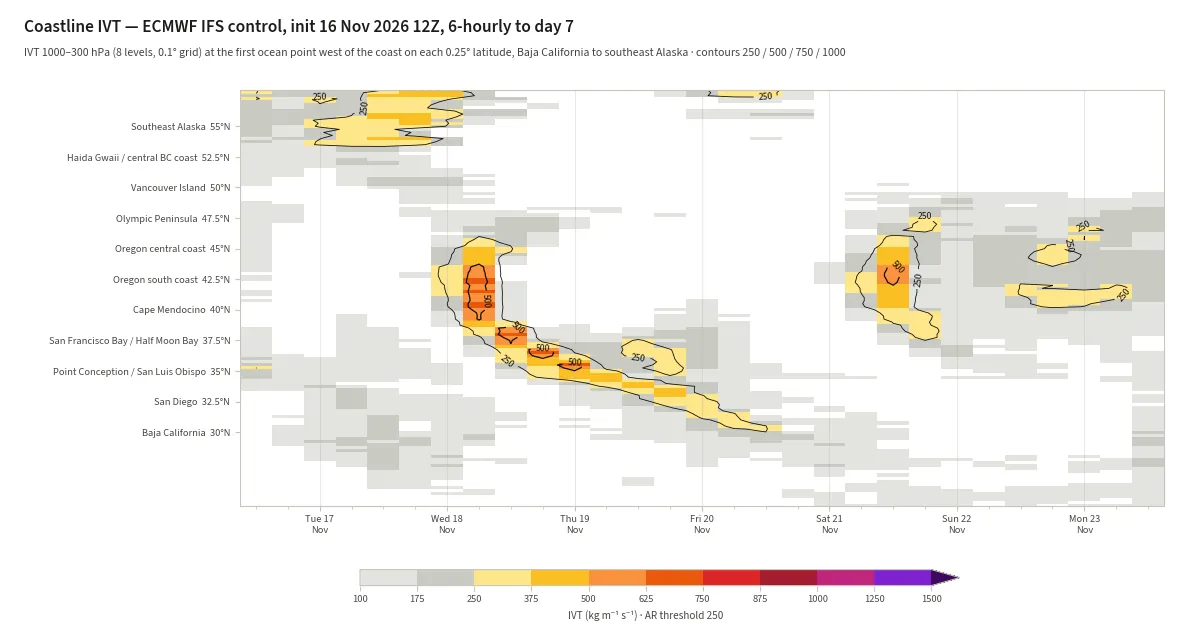 Coastline IVT — ECMWF IFS control, init 16 Nov 2026 12Z, 6-hourly to day 7
IVT 1000–300 hPa (8 levels, 0.1° grid) at the first ocean point west of the coast on each 0.25° latitude, Baja California to southeast Alaska · contours 250 / 500 / 750 / 1000
250
250
250
Southeast Alaska 55°N
Haida Gwaii / central BC coast 52.5°N
Vancouver Island 50°N
Olympic Peninsula 47.5°N
250
250
Oregon central coast 45°N
250
500
Oregon south coast 42.5°N
250
500
250
Cape Mendocino 40°N
500
San Francisco Bay / Half Moon Bay 37.5°N
500
250
250
500
Point Conception / San Luis Obispo 35°N
San Diego 32.5°N
Baja California 30°N
Tue 17 Wed 18 Thu 19 Fri 20 Sat 21 Sun 22 Mon 23
Nov Nov Nov Nov Nov Nov Nov
100 175 250 375 500 625 750 875 1000 1250 1500
IVT (kg m⁻¹ s⁻¹) · AR threshold 250